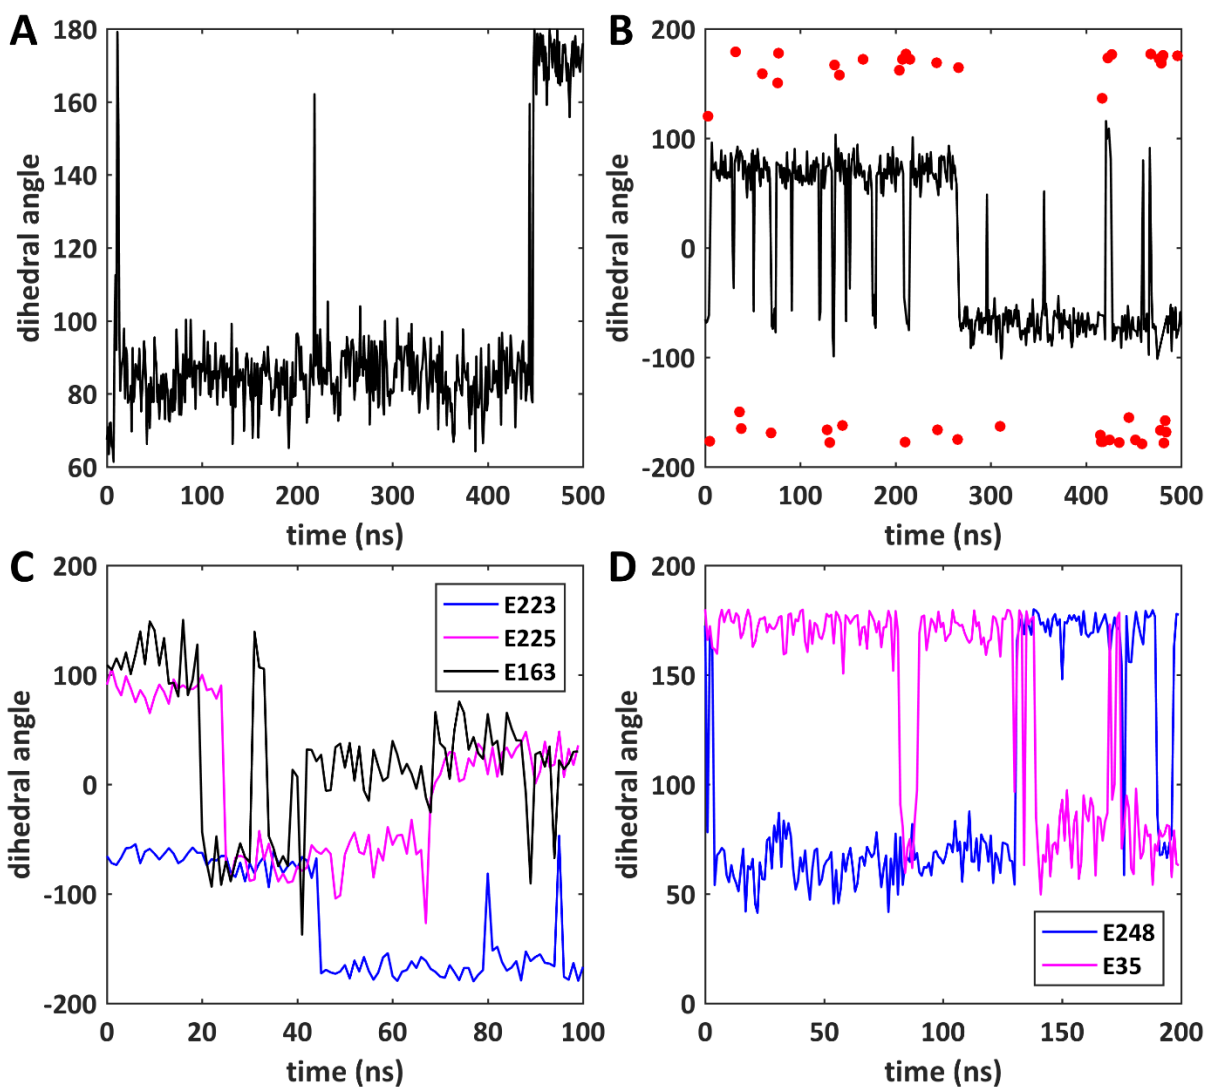 A
180
160
140
120
100
80
60
dihedral angle
0 100 200 300 400 500
time (ns)
B
200
100
0
-100
-200
dihedral angle
0 100 200 300 400 500
time (ns)
C
200
100
0
-100
-200
dihedral angle
E223
E225
E163
0 20 40 60 80 100
time (ns)
D
200
150
100
50
0
dihedral angle
E248
E35
0 50 100 150 200
time (ns)